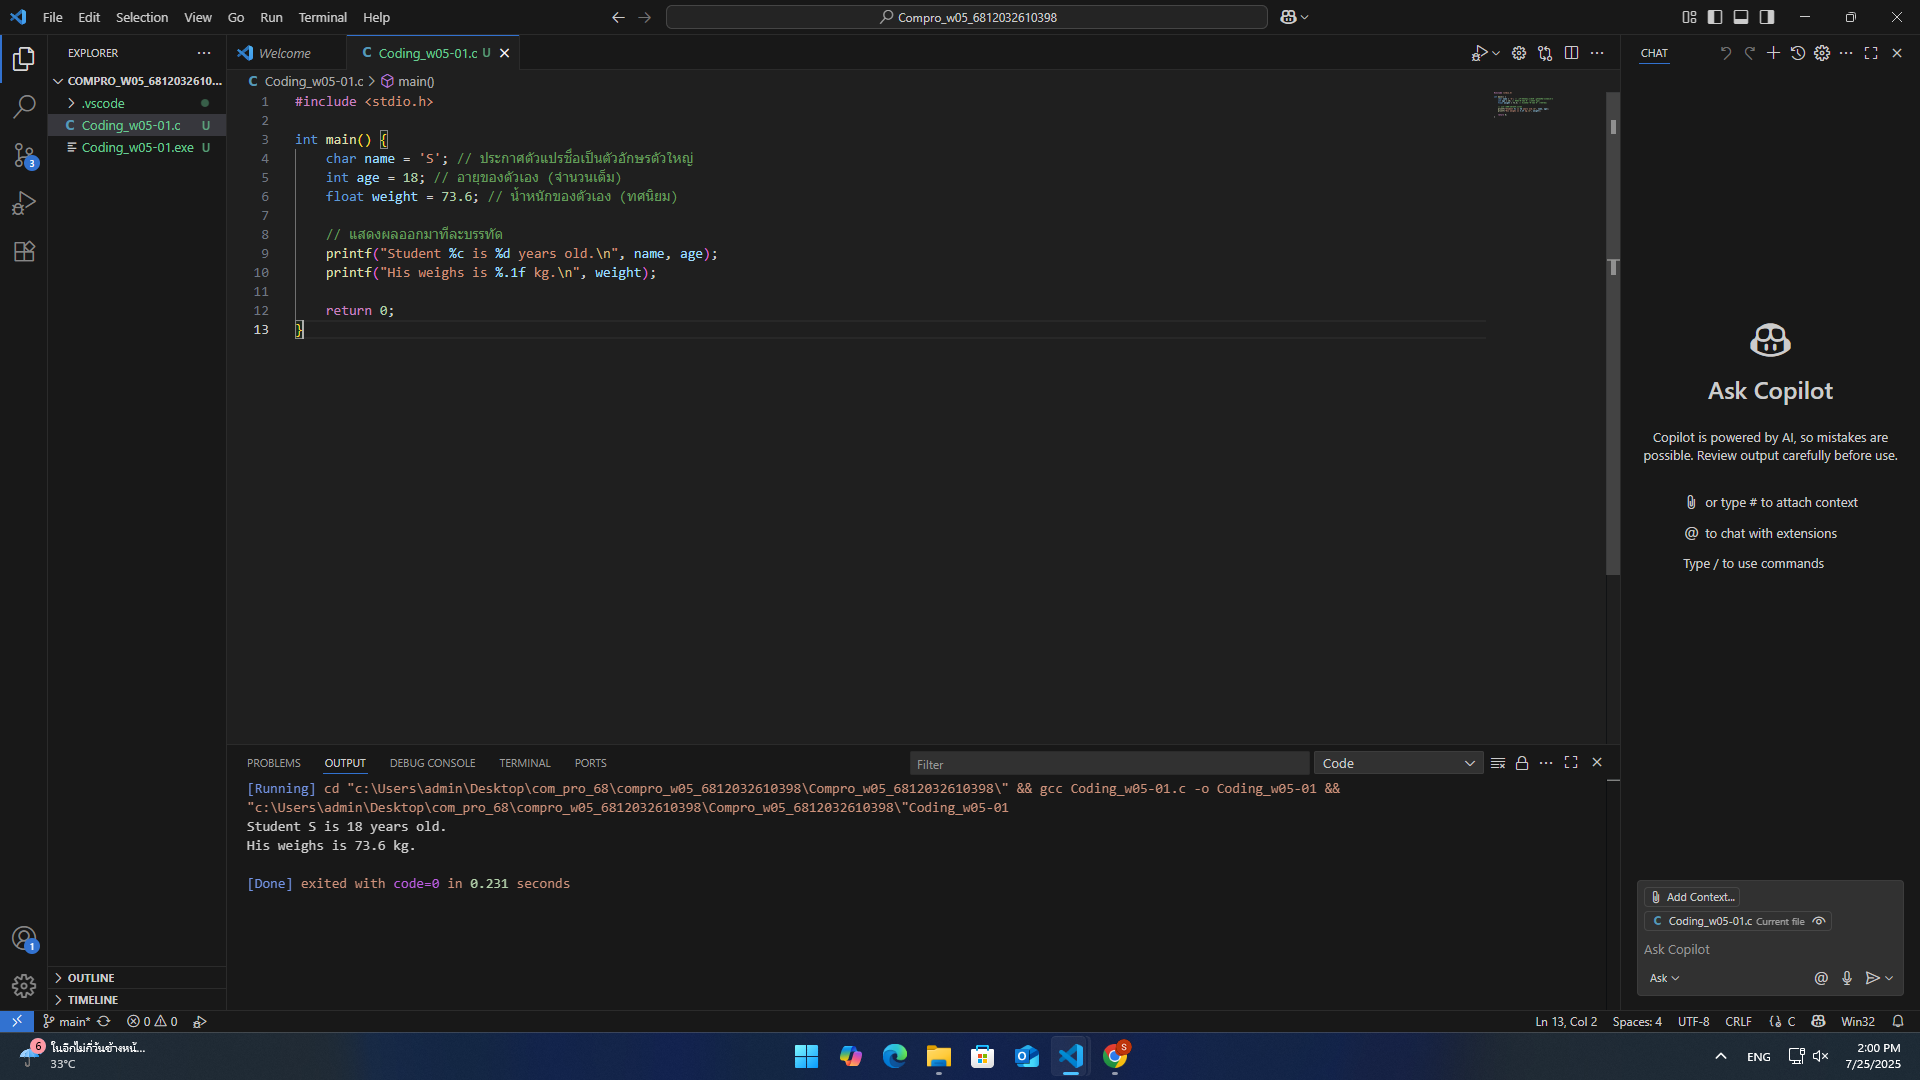 File Edit Selection View Go Run Terminal Help
Compro_w05_6812032610398
EXPLORER
COMPRO_W05_6812032610...
.vscode
Coding_w05-01.c U
Coding_w05-01.exe U
3
1
OUTLINE
TIMELINE
Welcome
C Coding_w05-01.c U
C Coding_w05-01.c > main()
1 #include <stdio.h>
2
3 int main() {
4 char name = 'S'; // ประกาศตัวแปรชื่อเป็นตัวอักษรตัวใหญ่
5 int age = 18; // อายุของตัวเอง (จำนวนเต็ม)
6 float weight = 73.6; // น้ำหนักของตัวเอง (ทศนิยม)
7
8 // แสดงผลออกมาทีละบรรทัด
9 printf("Student %c is %d years old.\n", name, age);
10 printf("His weighs is %.1f kg.\n", weight);
11
12 return 0;
13 }
PROBLEMS OUTPUT DEBUG CONSOLE TERMINAL PORTS
Filter
Code
[Running] cd "c:\Users\admin\Desktop\com_pro_68\compro_w05_6812032610398\Compro_w05_6812032610398\" && gcc Coding_w05-01.c -o Coding_w05-01 &&
"c:\Users\admin\Desktop\com_pro_68\compro_w05_6812032610398\Compro_w05_6812032610398\"Coding_w05-01
Student S is 18 years old.
His weighs is 73.6 kg.
[Done] exited with code=0 in 0.231 seconds
CHAT
Ask Copilot
Copilot is powered by AI, so mistakes are
possible. Review output carefully before use.
or type # to attach context
@ to chat with extensions
Type / to use commands
Add Context...
C Coding_w05-01.c Current file
Ask Copilot
Ask
main* 0 0
Ln 13, Col 2 Spaces: 4 UTF-8 CRLF C Win32
6
ในอีกไม่กี่วันข้างหน้...
33°C
S
ENG
2:00 PM
7/25/2025